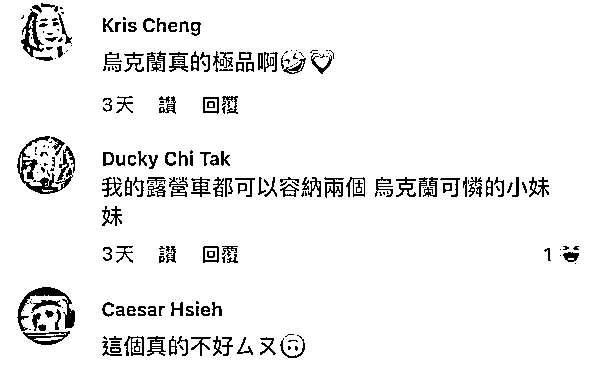 Kris Cheng
烏克蘭真的極品啊🤣💛
3天 讚 回覆
Ducky Chi Tak
我的露營車都可以容納兩個 烏克蘭可憐的小妹
妹
3天 讚 回覆 1😆
Caesar Hsieh
這個真的不好ㄙㄡ🙃